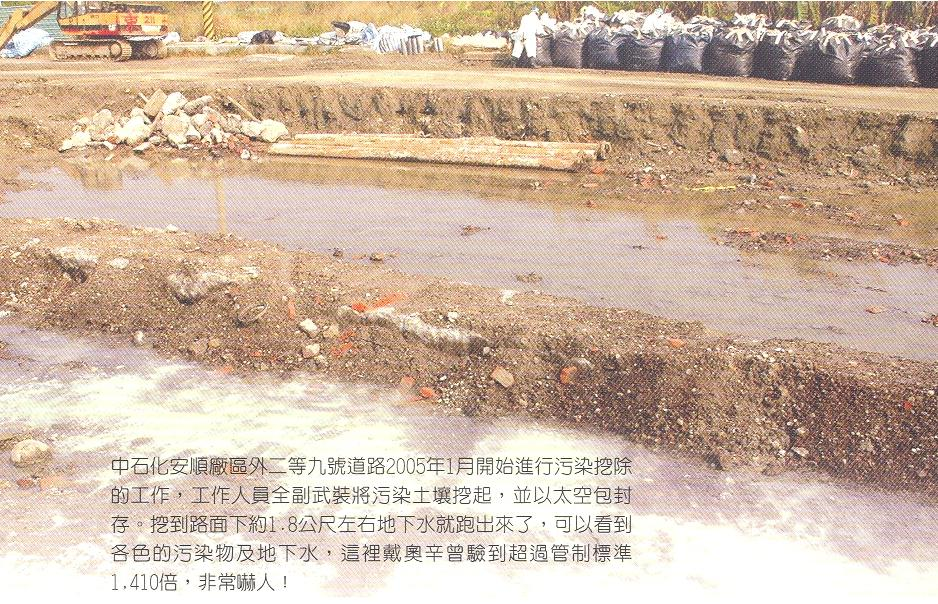 中石化安順廠區外二等九號道路2005年1月開始進行污染挖除
的工作，工作人員全副武裝將污染土壤挖起，並以太空包封
存。挖到路面下約1.8公尺左右地下水就跑出來了，可以看到
各色的污染物及地下水，這裡戴奧辛曾驗到超過管制標準
1,410倍，非常嚇人！